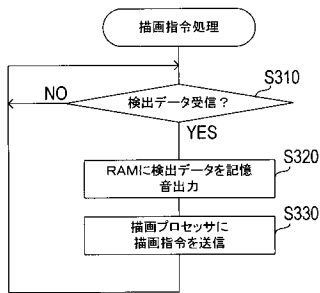 描画指令処理
S310
NO
検出データ受信？
YES
S320
RAMに検出データを記憶
音出力
S330
描画プロセッサに
描画指令を送信